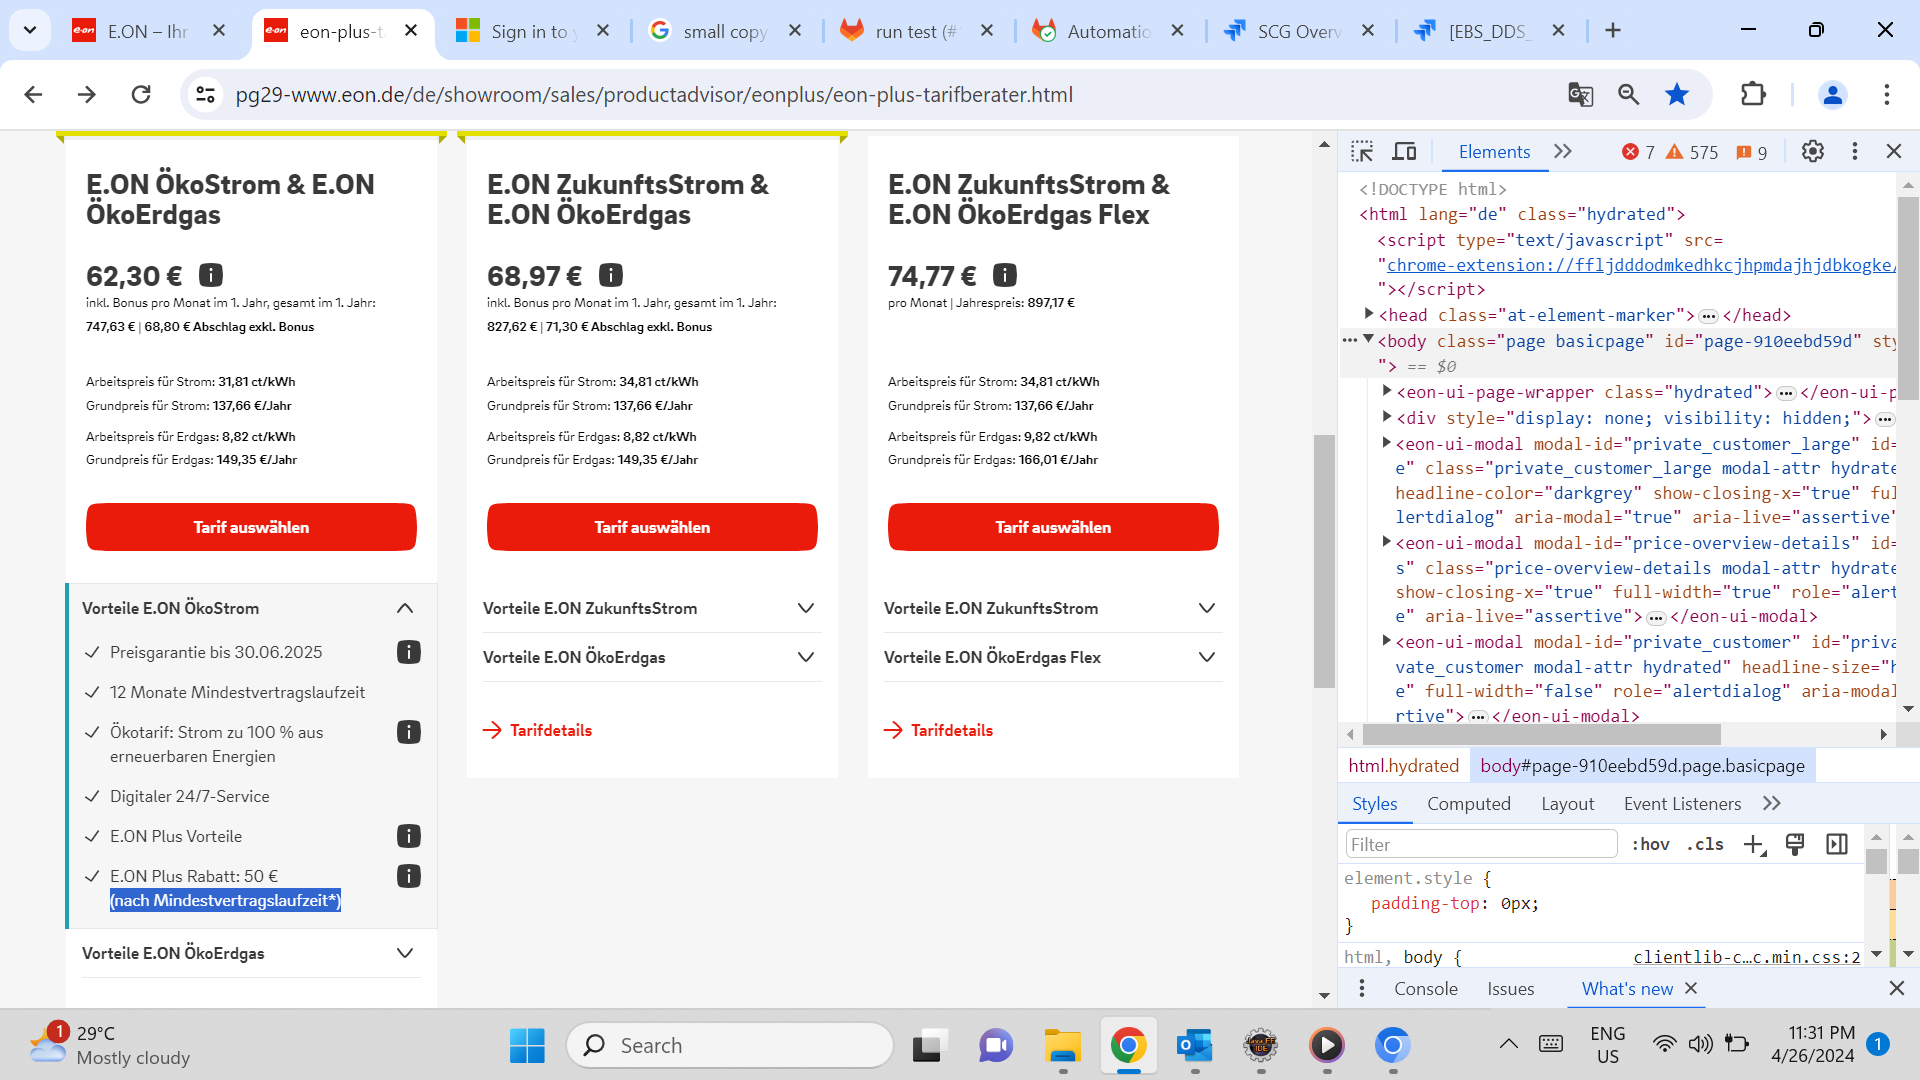 E.ON – Ihr
eon-plus-t
Sign in to y
small copy
run test (#
Automatio
SCG Overv
[EBS_DDS_
pg29-www.eon.de/de/showroom/sales/productadvisor/eonplus/eon-plus-tarifberater.html
E.ON ÖkoStrom & E.ON
ÖkoErdgas
62,30 €
inkl. Bonus pro Monat im 1. Jahr, gesamt im 1. Jahr:
747,63 € | 68,80 € Abschlag exkl. Bonus
Arbeitspreis für Strom: 31,81 ct/kWh
Grundpreis für Strom: 137,66 €/Jahr
Arbeitspreis für Erdgas: 8,82 ct/kWh
Grundpreis für Erdgas: 149,35 €/Jahr
Tarif auswählen
Vorteile E.ON ÖkoStrom
Preisgarantie bis 30.06.2025
12 Monate Mindestvertragslaufzeit
Ökotarif: Strom zu 100 % aus
erneuerbaren Energien
Digitaler 24/7-Service
E.ON Plus Vorteile
E.ON Plus Rabatt: 50 €
(nach Mindestvertragslaufzeit*)
Vorteile E.ON ÖkoErdgas
E.ON ZukunftsStrom &
E.ON ÖkoErdgas
68,97 €
inkl. Bonus pro Monat im 1. Jahr, gesamt im 1. Jahr:
827,62 € | 71,30 € Abschlag exkl. Bonus
Arbeitspreis für Strom: 34,81 ct/kWh
Grundpreis für Strom: 137,66 €/Jahr
Arbeitspreis für Erdgas: 8,82 ct/kWh
Grundpreis für Erdgas: 149,35 €/Jahr
Tarif auswählen
Vorteile E.ON ZukunftsStrom
Vorteile E.ON ÖkoErdgas
Tarifdetails
E.ON ZukunftsStrom &
E.ON ÖkoErdgas Flex
74,77 €
pro Monat | Jahrespreis: 897,17 €
Arbeitspreis für Strom: 34,81 ct/kWh
Grundpreis für Strom: 137,66 €/Jahr
Arbeitspreis für Erdgas: 9,82 ct/kWh
Grundpreis für Erdgas: 166,01 €/Jahr
Tarif auswählen
Vorteile E.ON ZukunftsStrom
Vorteile E.ON ÖkoErdgas Flex
Tarifdetails
Elements
7
575
9
<!DOCTYPE html>
<html lang="de" class="hydrated">
<script type="text/javascript" src=
"chrome-extension://ffljdddodmkedhkcjhpmdajhjdbkogke/
"></script>
<head class="at-element-marker">…</head>
<body class="page basicpage" id="page-910eebd59d" sty
"> == $0
<eon-ui-page-wrapper class="hydrated">…</eon-ui-p
<div style="display: none; visibility: hidden;">…
<eon-ui-modal modal-id="private_customer_large" id=
e" class="private_customer_large modal-attr hydrate
headline-color="darkgrey" show-closing-x="true" ful
lertdialog" aria-modal="true" aria-live="assertive"
<eon-ui-modal modal-id="price-overview-details" id=
s" class="price-overview-details modal-attr hydrate
show-closing-x="true" full-width="true" role="alert
e" aria-live="assertive">…</eon-ui-modal>
<eon-ui-modal modal-id="private_customer" id="priva
vate_customer modal-attr hydrated" headline-size="h
e" full-width="false" role="alertdialog" aria-modal
rtive">…</eon-ui-modal>
html.hydrated
body#page-910eebd59d.page.basicpage
Styles
Computed
Layout
Event Listeners
Filter
:hov
.cls
element.style {
padding-top: 0px;
}
html, body {
clientlib-c…c.min.css:2
Console
Issues
What's new
1
29°C
Mostly cloudy
Search
ENG
US
11:31 PM
4/26/2024
1